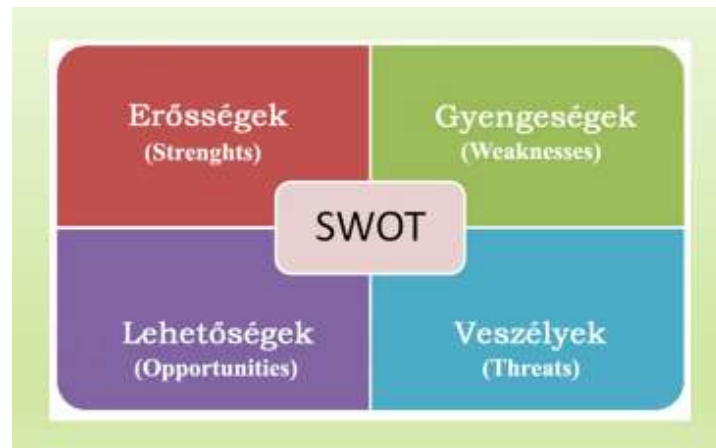 Erősségek
(Strenghts)
Gyengeségek
(Weaknesses)
SWOT
Lehetőségek
(Opportunities)
Veszélyek
(Threats)